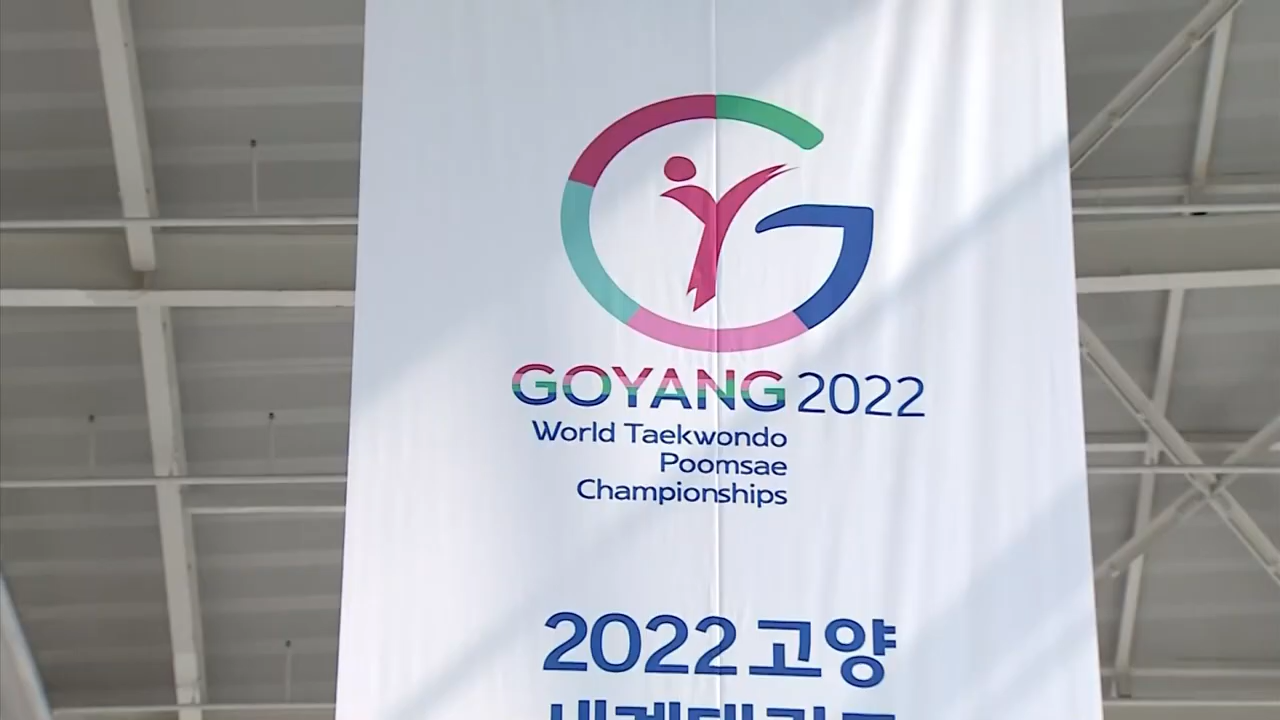 GOYANG 2022
World Taekwondo
Poomsae
Championships
2022 고양